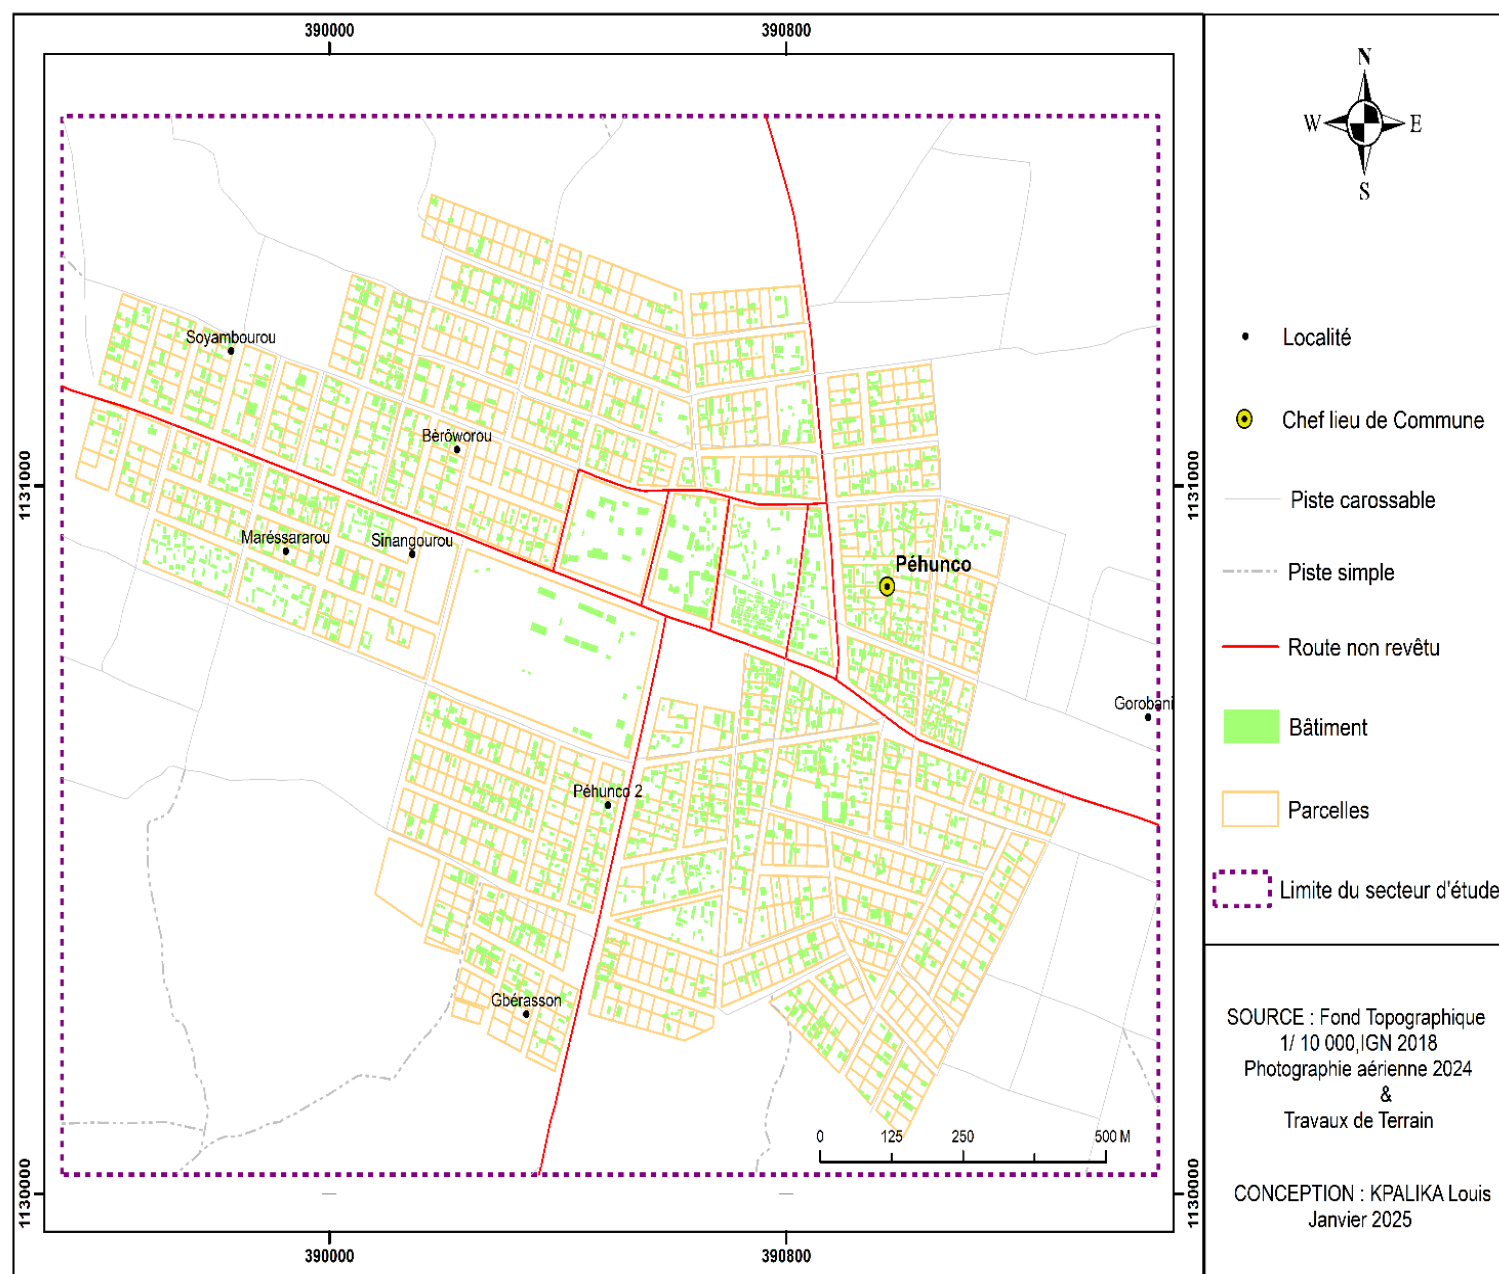 390000
390800
N
W
E
S
Soyambourou
Localité
Chef lieu de Commune
Bèrôworou
1131000
1131000
Piste carossable
Maréssararou
Sinangourou
Péhunco
Piste simple
Route non revêtu
Gorobani
Bâtiment
Péhunco 2
Parcelles
Limite du secteur d'étude
Gbérasson
SOURCE : Fond Topographique
1/ 10 000,IGN 2018
Photographie aérienne 2024
&
Travaux de Terrain
0
125
250
500 M
1130000
1130000
CONCEPTION : KPALIKA Louis
Janvier 2025
390000
390800